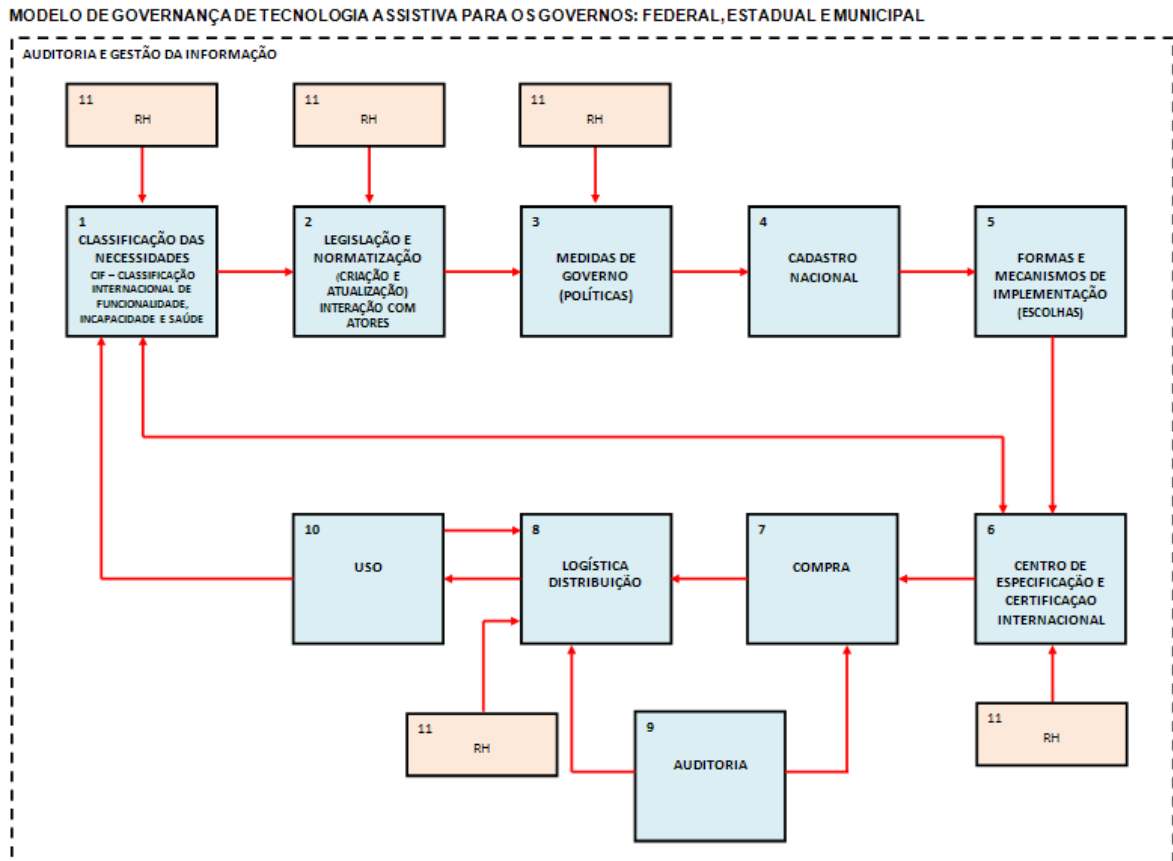 MODELO DE GOVERNANÇA DE TECNOLOGIA ASSISTIVA PARA OS GOVERNOS: FEDERAL, ESTADUAL E MUNICIPAL
AUDITORIA E GESTÃO DA INFORMAÇÃO
11
RH
11
RH
11
RH
1
CLASSIFICAÇÃO DAS
NECESSIDADES
CIF – CLASSIFICAÇÃO
INTERNACIONAL DE
FUNCIONALIDADE,
INCAPACIDADE E SAÚDE
2
LEGISLAÇÃO E
NORMATIZAÇÃO
(CRIAÇÃO E
ATUALIZAÇÃO)
INTERAÇÃO COM
ATORES
3
MEDIDAS DE
GOVERNO
(POLÍTICAS)
4
CADASTRO
NACIONAL
5
FORMAS E
MECANISMOS DE
IMPLEMENTAÇÃO
(ESCOLHAS)
10
USO
8
LOGÍSTICA
DISTRIBUIÇÃO
7
COMPRA
6
CENTRO DE
ESPECIFICAÇÃO E
CERTIFICAÇAO
INTERNACIONAL
11
RH
9
AUDITORIA
11
RH